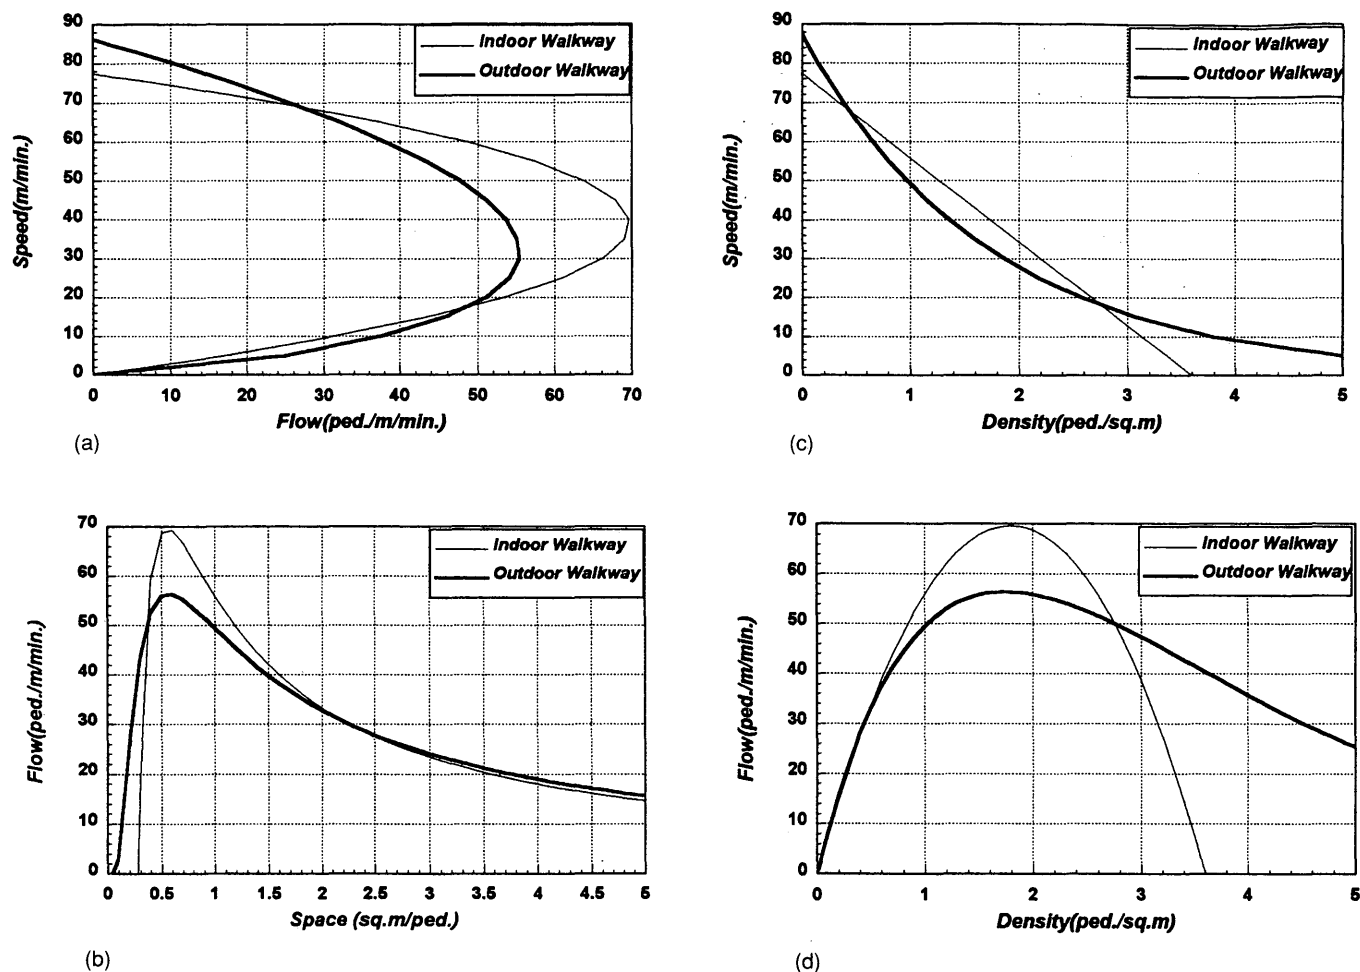 90
80
70
60
50
40
30
20
10
0
Speed(m/min.)
Indoor Walkway
Outdoor Walkway
0 10 20 30 40 50 60 70
Flow(ped./m/min.)
(a)
90
80
70
60
50
40
30
20
10
0
Speed(m/min.)
Indoor Walkway
Outdoor Walkway
0 1 2 3 4 5
Density(ped./sq.m)
(c)
70
60
50
40
30
20
10
0
Flow(ped./m/min.)
Indoor Walkway
Outdoor Walkway
0 0.5 1 1.5 2 2.5 3 3.5 4 4.5 5
Space (sq.m/ped.)
(b)
70
60
50
40
30
20
10
0
Flow(ped./m/min.)
Indoor Walkway
Outdoor Walkway
0 1 2 3 4 5
Density(ped./sq.m)
(d)